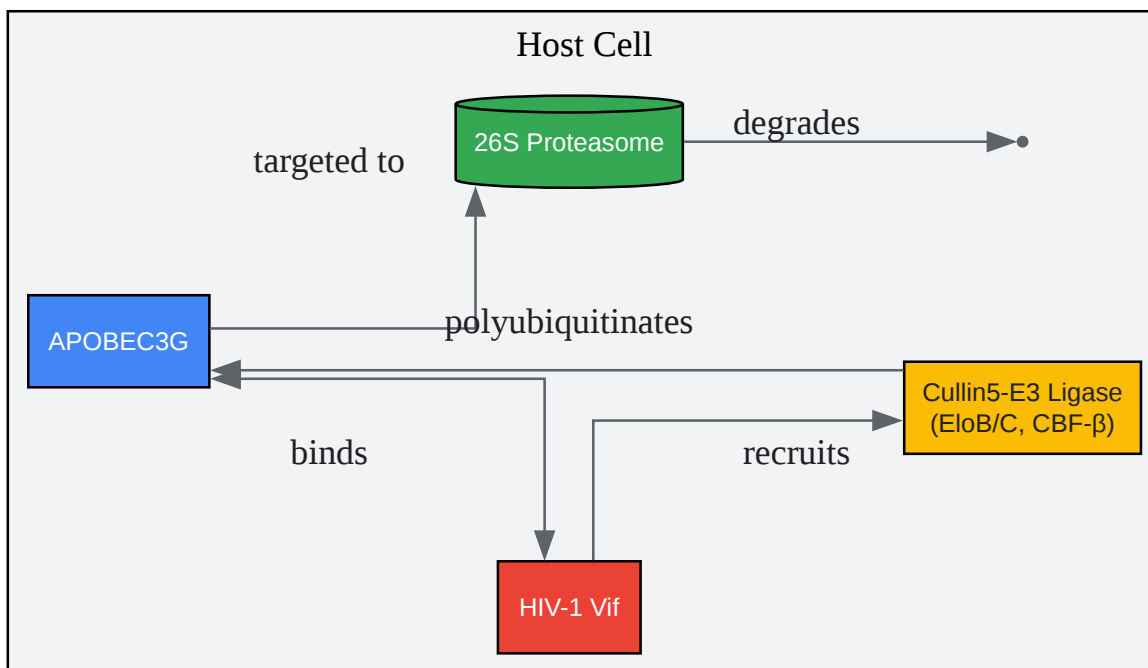 Host Cell
degrades
26S Proteasome
targeted to
polyubiquitinates
APOBEC3G
Cullin5-E3 Ligase
(EloB/C, CBF-β)
binds
recruits
HIV-1 Vif